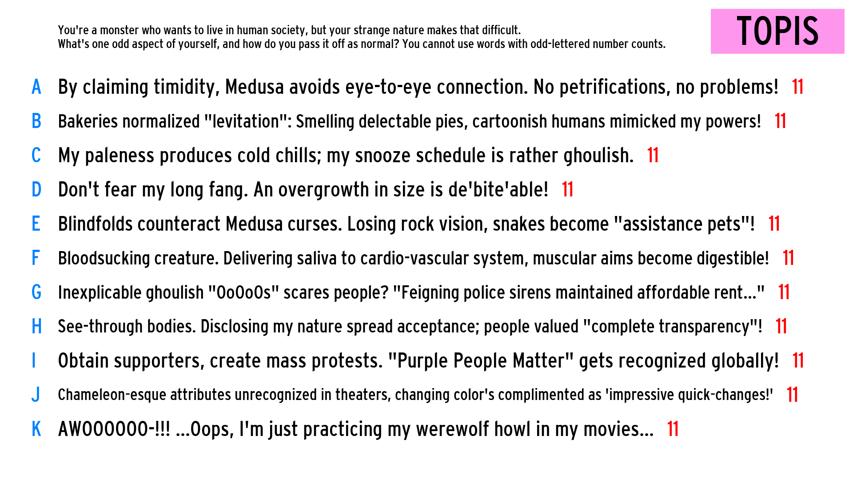 You're a monster who wants to live in human society, but your strange nature makes that difficult.
What's one odd aspect of yourself, and how do you pass it off as normal? You cannot use words with odd-lettered number counts.
TOPIS
A By claiming timidity, Medusa avoids eye-to-eye connection. No petrifications, no problems! 11
B Bakeries normalized "levitation": Smelling delectable pies, cartoonish humans mimicked my powers! 11
C My paleness produces cold chills; my snooze schedule is rather ghoulish. 11
D Don't fear my long fang. An overgrowth in size is de'bite'able! 11
E Blindfolds counteract Medusa curses. Losing rock vision, snakes become "assistance pets"! 11
F Bloodsucking creature. Delivering saliva to cardio-vascular system, muscular aims become digestible! 11
G Inexplicable ghoulish "OoOoOs" scares people? "Feigning police sirens maintained affordable rent..." 11
H See-through bodies. Disclosing my nature spread acceptance; people valued "complete transparency"! 11
I Obtain supporters, create mass protests. "Purple People Matter" gets recognized globally! 11
J Chameleon-esque attributes unrecognized in theaters, changing color's complimented as 'impressive quick-changes!' 11
K AWOOOOOO-!!! ...Oops, I'm just practicing my werewolf howl in my movies... 11